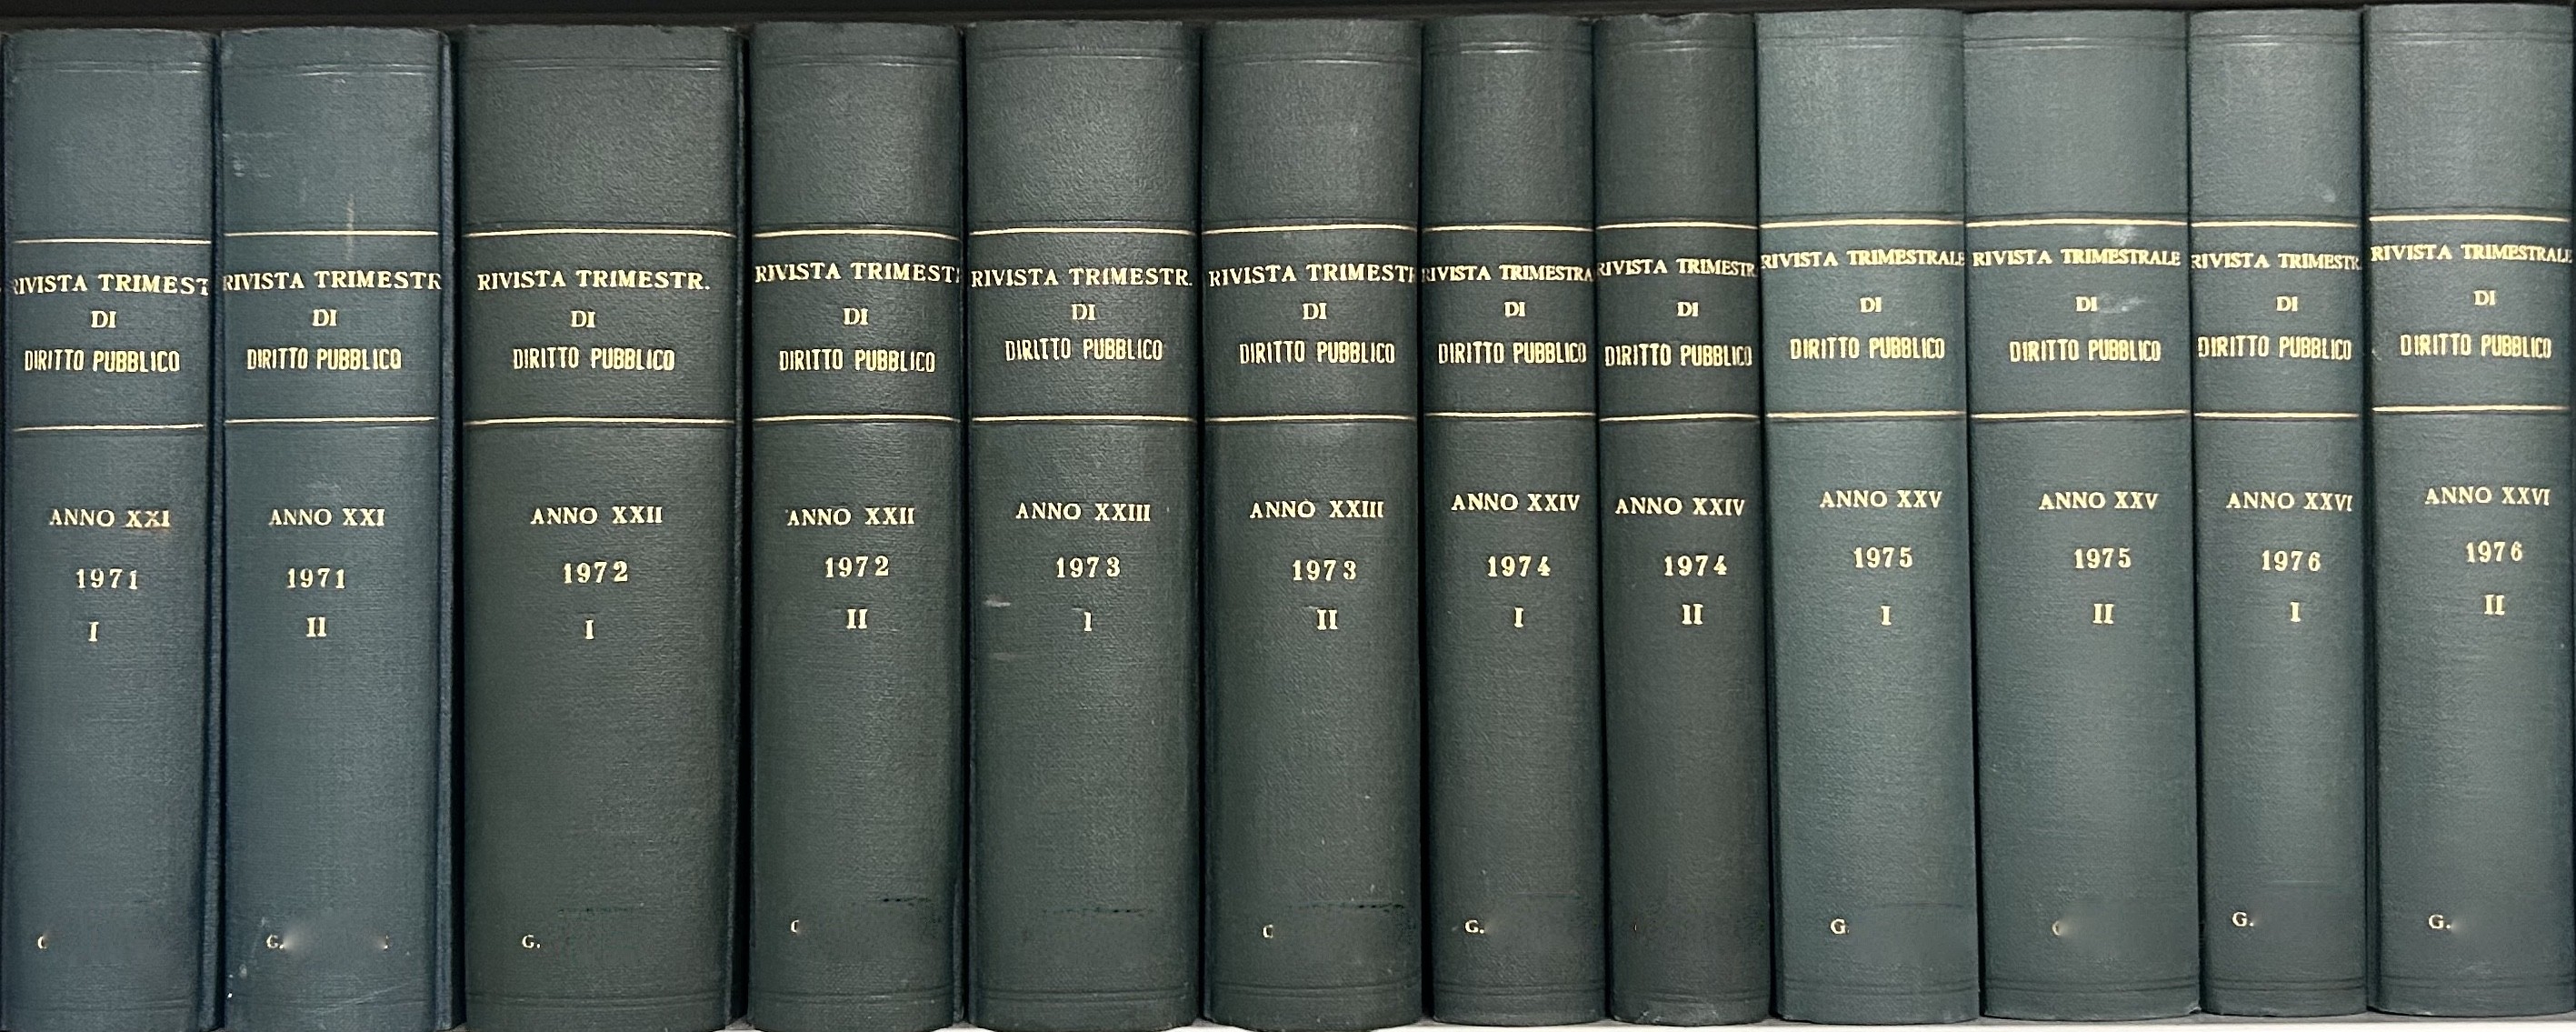 RIVISTA TRIMEST
DI
DIRITTO PUBBLICO
ANNO XXI
1971
I
RIVISTA TRIMESTR
DI
DIRITTO PUBBLICO
ANNO XXI
1971
II
G.
RIVISTA TRIMESTR.
DI
DIRITTO PUBBLICO
ANNO XXII
1972
I
G.
RIVISTA TRIMEST
DI
DIRITTO PUBBLICO
ANNO XXII
1972
II
RIVISTA TRIMESTR.
DI
DIRITTO PUBBLICO
ANNO XXIII
1973
I
RIVISTA TRIMESTR
DI
DIRITTO PUBBLICO
ANNO XXIII
1973
II
RIVISTA TRIMESTRA
DI
DIRITTO PUBBLICO
ANNO XXIV
1974
I
G.
RIVISTA TRIMESTR
DI
DIRITTO PUBBLICO
ANNO XXIV
1974
II
RIVISTA TRIMESTRALE
DI
DIRITTO PUBBLICO
ANNO XXV
1975
I
G
RIVISTA TRIMESTRALE
DI
DIRITTO PUBBLICO
ANNO XXV
1975
II
RIVISTA TRIMESTR
DI
DIRITTO PUBBLICO
ANNO XXVI
1976
I
G.
RIVISTA TRIMESTRALE
DI
DIRITTO PUBBLICO
ANNO XXVI
1976
II
G.